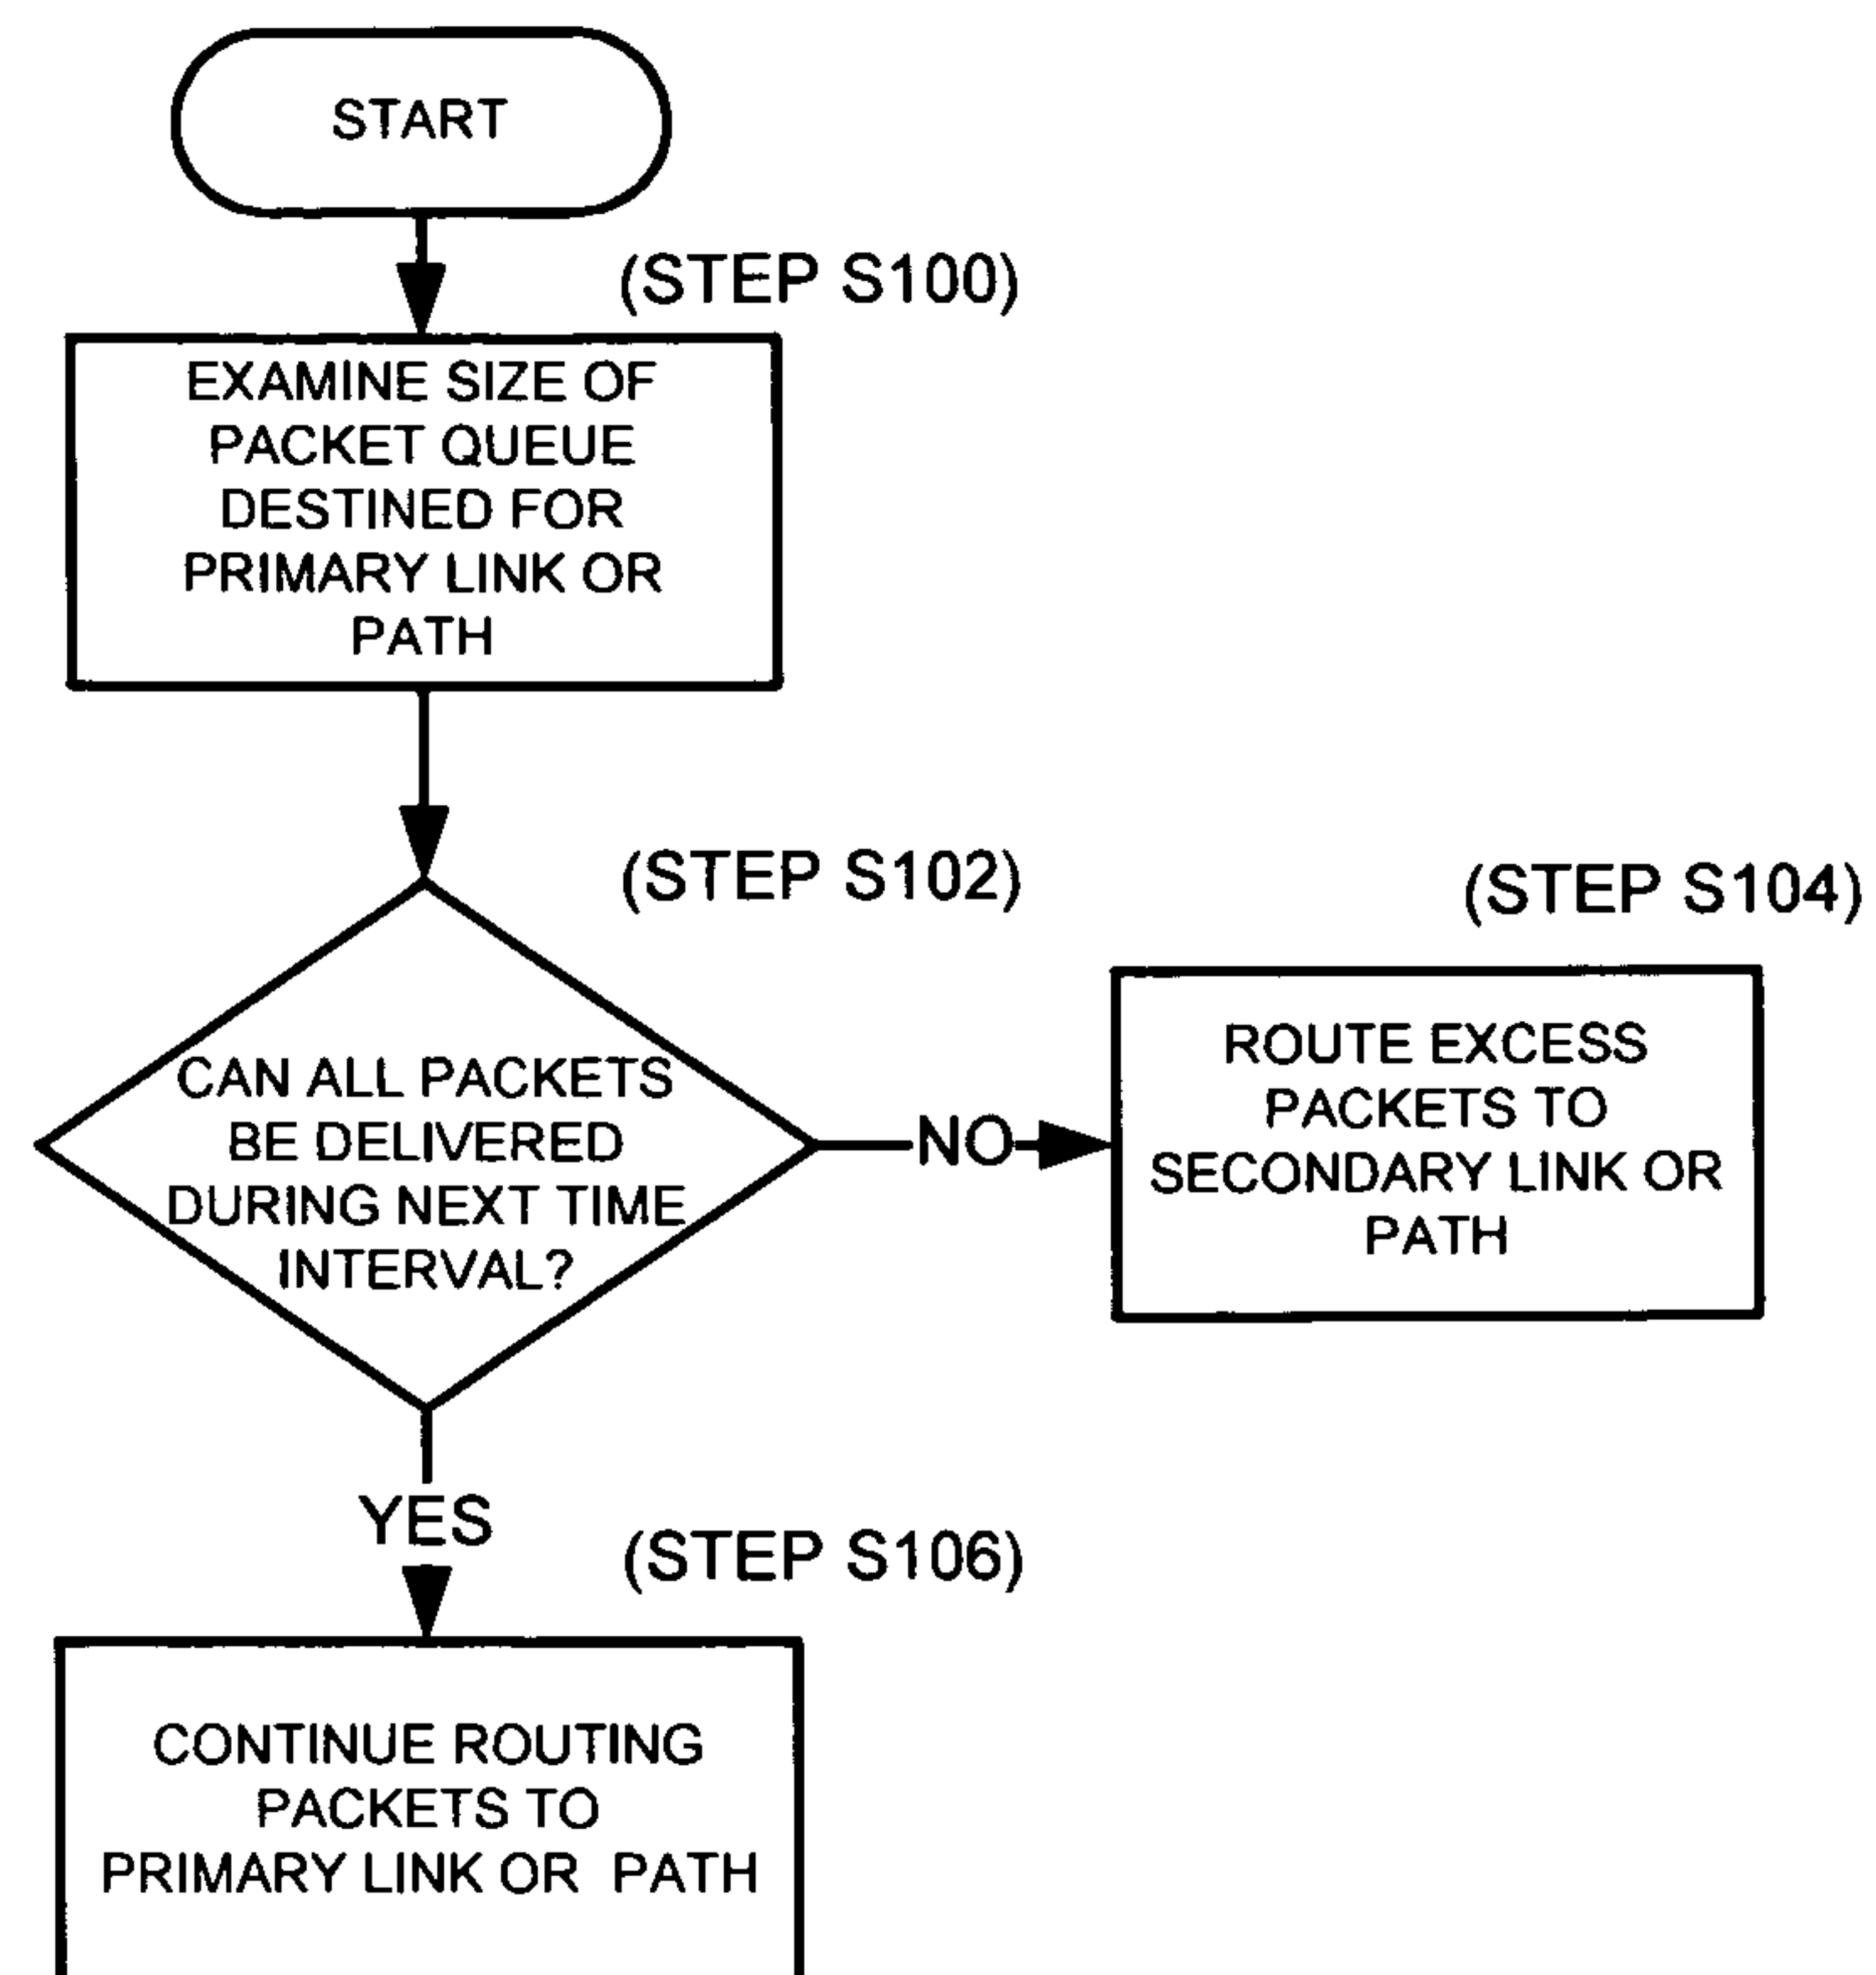 START
(STEP S100)
EXAMINE SIZE OF
PACKET QUEUE
DESTINED FOR
PRIMARY LINK OR
PATH
(STEP S102)
(STEP S104)
CAN ALL PACKETS
BE DELIVERED
DURING NEXT TIME
INTERVAL?
NO
ROUTE EXCESS
PACKETS TO
SECONDARY LINK OR
PATH
YES
(STEP S106)
CONTINUE ROUTING
PACKETS TO
PRIMARY LINK OR PATH